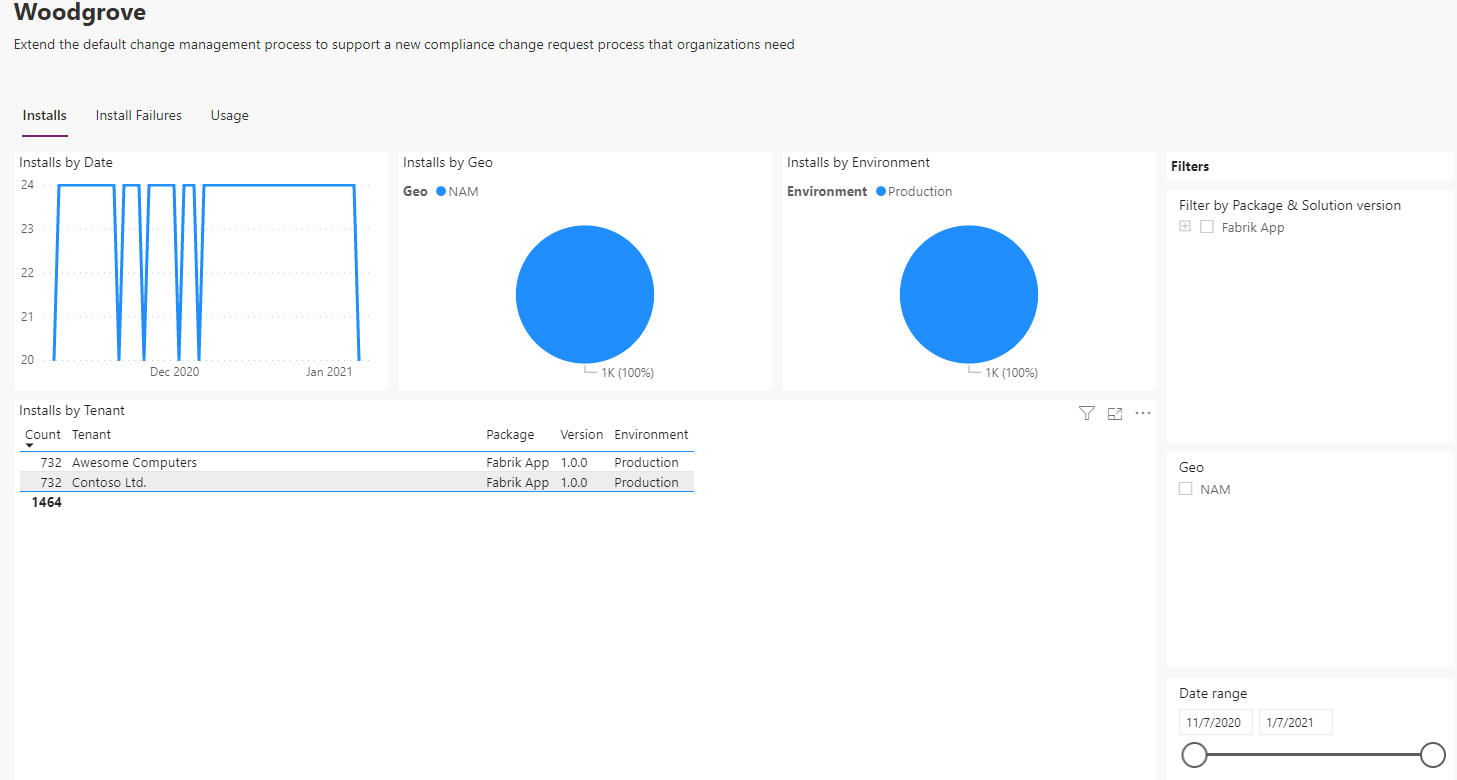 Woodgrove
Extend the default change management process to support a new compliance change request process that organizations need
Installs Install Failures Usage
Installs by Date
24
23
22
21
20
Dec 2020 Jan 2021
Installs by Geo
Geo NAM
1K (100%)
Installs by Environment
Environment Production
1K (100%)
Installs by Tenant
Count Tenant Package Version Environment
732 Awesome Computers Fabrik App 1.0.0 Production
732 Contoso Ltd. Fabrik App 1.0.0 Production
1464
Filters
Filter by Package & Solution version
Fabrik App
Geo
NAM
Date range
11/7/2020 1/7/2021